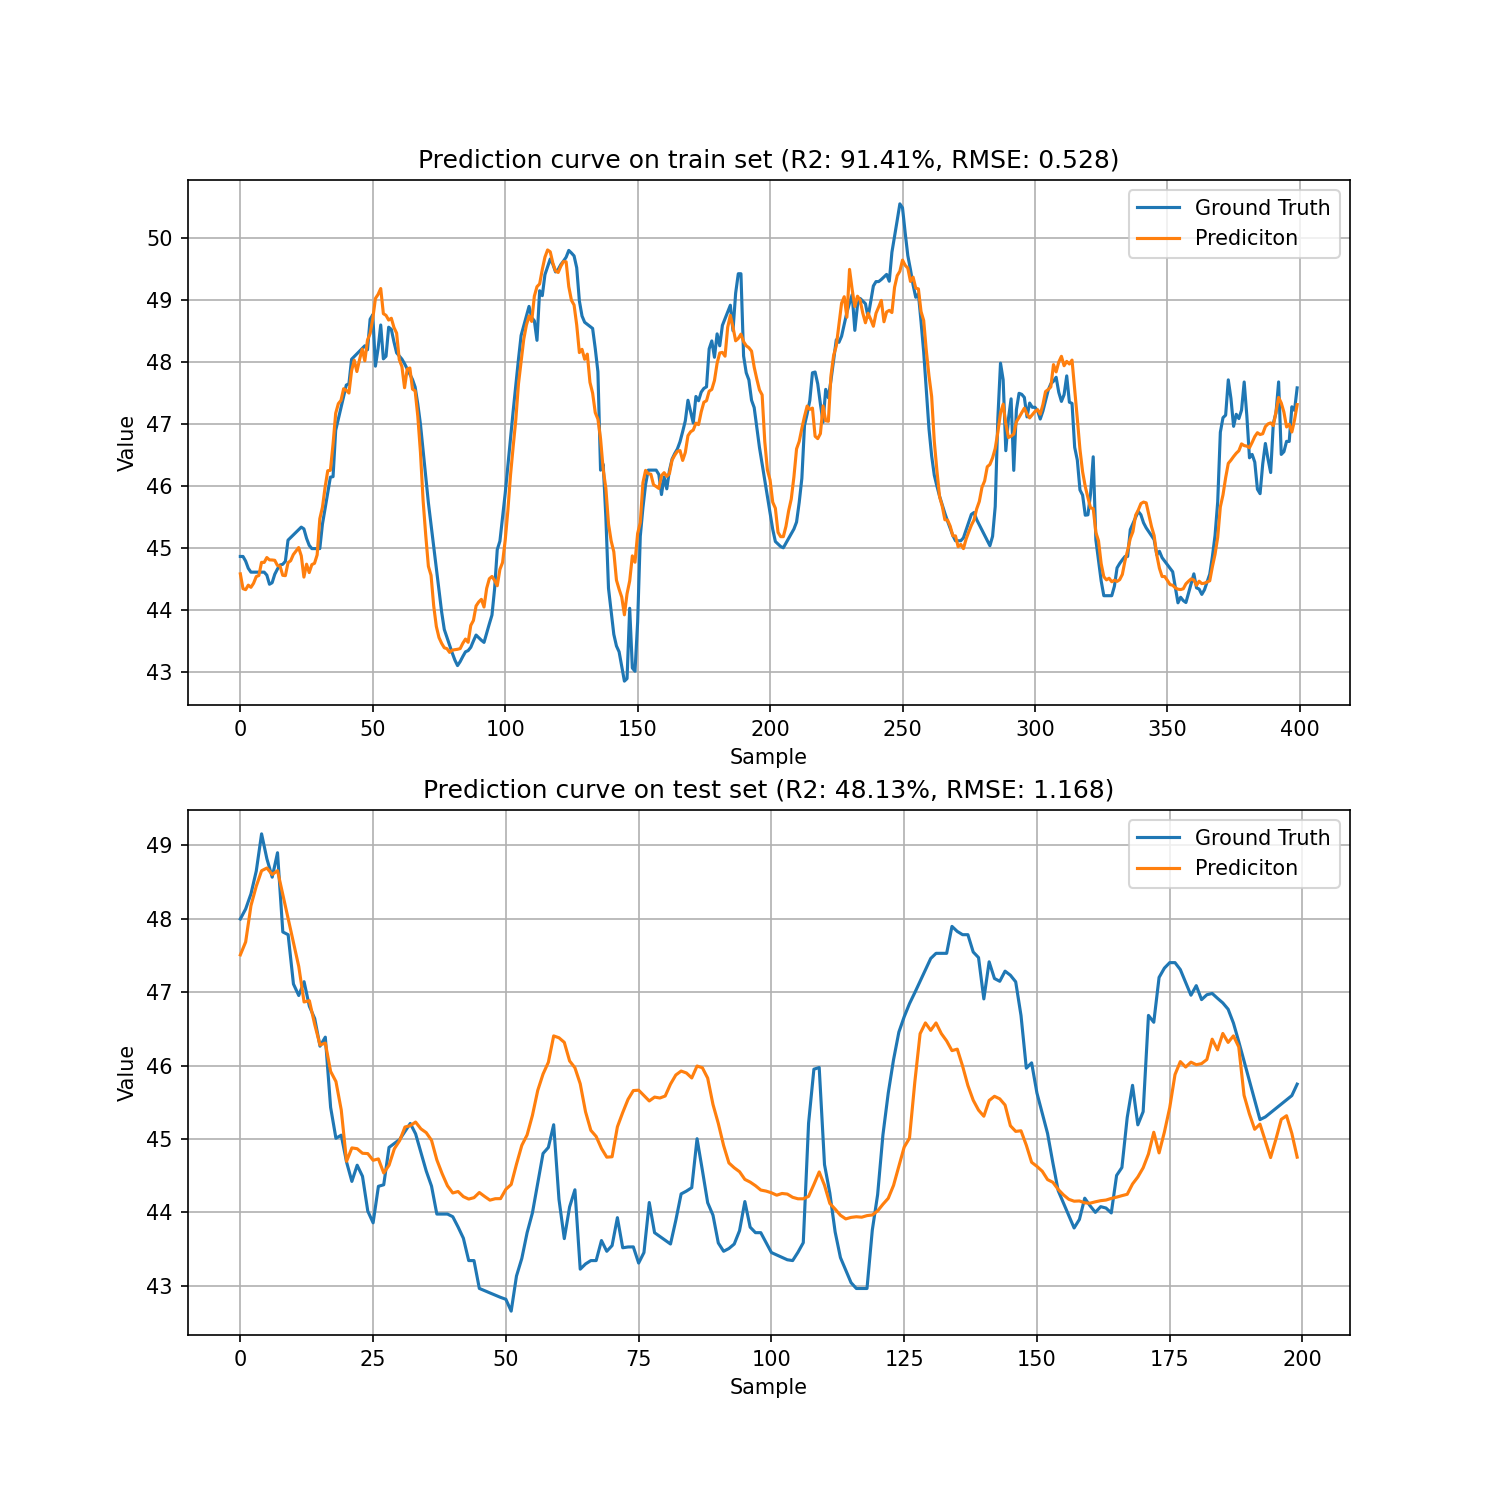 Prediction curve on train set (R2: 91.41%, RMSE: 0.528)
Ground Truth
Prediciton
50
49
48
47
46
45
44
43
Value
0 50 100 150 200 250 300 350 400
Sample
Prediction curve on test set (R2: 48.13%, RMSE: 1.168)
Ground Truth
Prediciton
49
48
47
46
45
44
43
Value
0 25 50 75 100 125 150 175 200
Sample